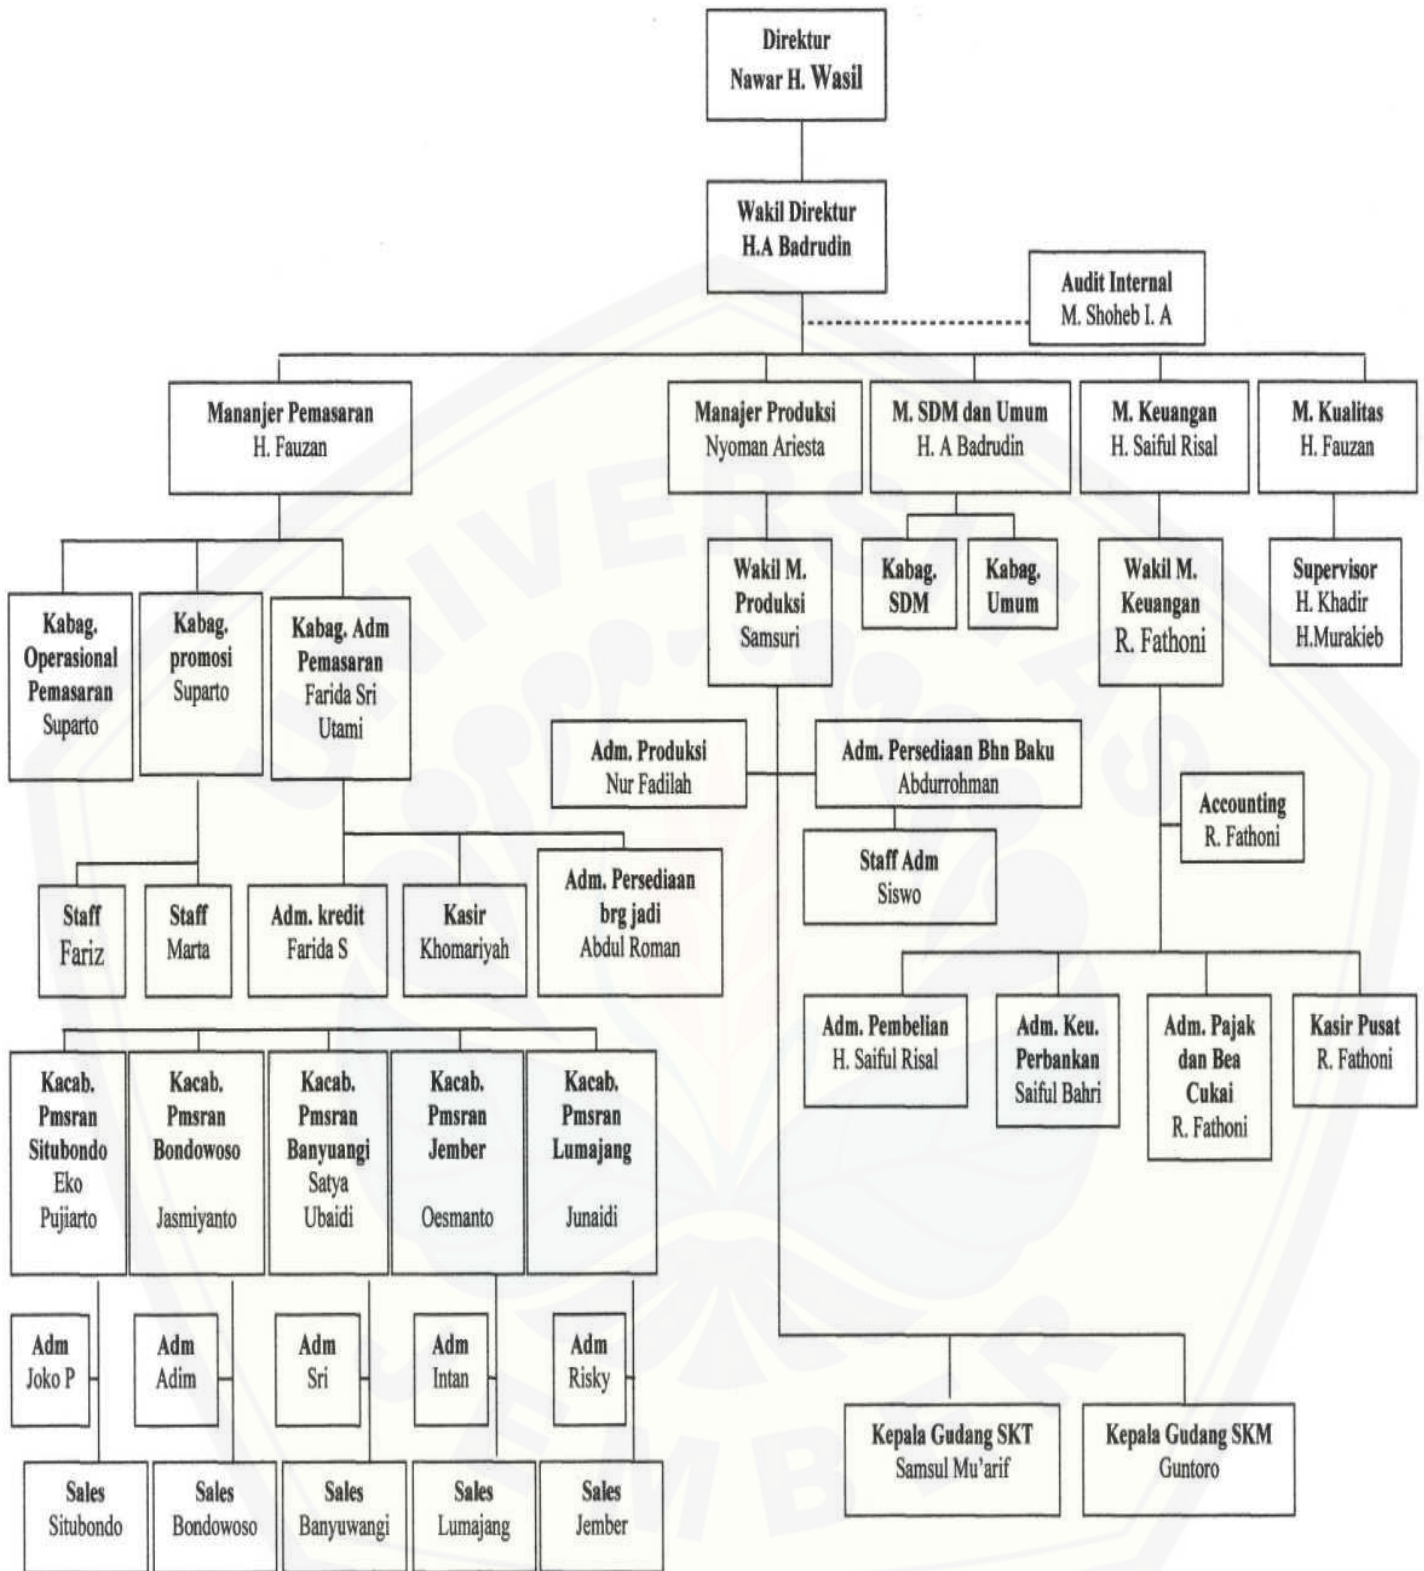 Direktur
Nawar H. Wasil
Wakil Direktur
H.A Badrudin
Audit Internal
M. Shoheb I. A
Mananjer Pemasaran
H. Fauzan
Manajer Produksi
Nyoman Ariesta
M. SDM dan Umum
H. A Badrudin
M. Keuangan
H. Saiful Risal
M. Kualitas
H. Fauzan
Kabag.
Operasional
Pemasaran
Suparto
Kabag.
promosi
Suparto
Kabag. Adm
Pemasaran
Farida Sri
Utami
Wakil M.
Produksi
Samsuri
Kabag.
SDM
Kabag.
Umum
Wakil M.
Keuangan
R. Fathoni
Supervisor
H. Khadir
H.Murakieb
Adm. Produksi
Nur Fadilah
Adm. Persediaan Bhn Baku
Abdurrohman
Accounting
R. Fathoni
Staff Adm
Siswo
Staff
Fariz
Staff
Marta
Adm. kredit
Farida S
Kasir
Khomariyah
Adm. Persediaan
brg jadi
Abdul Roman
Adm. Pembelian
H. Saiful Risal
Adm. Keu.
Perbankan
Saiful Bahri
Adm. Pajak
dan Bea
Cukai
R. Fathoni
Kasir Pusat
R. Fathoni
Kacab.
Pmsran
Situbondo
Eko
Pujiarto
Kacab.
Pmsran
Bondowoso
Jasmiyanto
Kacab.
Pmsran
Banyuangi
Satya
Ubaidi
Kacab.
Pmsran
Jember
Oesmanto
Kacab.
Pmsran
Lumajang
Junaidi
Adm
Joko P
Adm
Adim
Adm
Sri
Adm
Intan
Adm
Risky
Kepala Gudang SKT
Samsul Mu'arif
Kepala Gudang SKM
Guntoro
Sales
Situbondo
Sales
Bondowoso
Sales
Banyuwangi
Sales
Lumajang
Sales
Jember
UNIVERSITAS
JEMBER